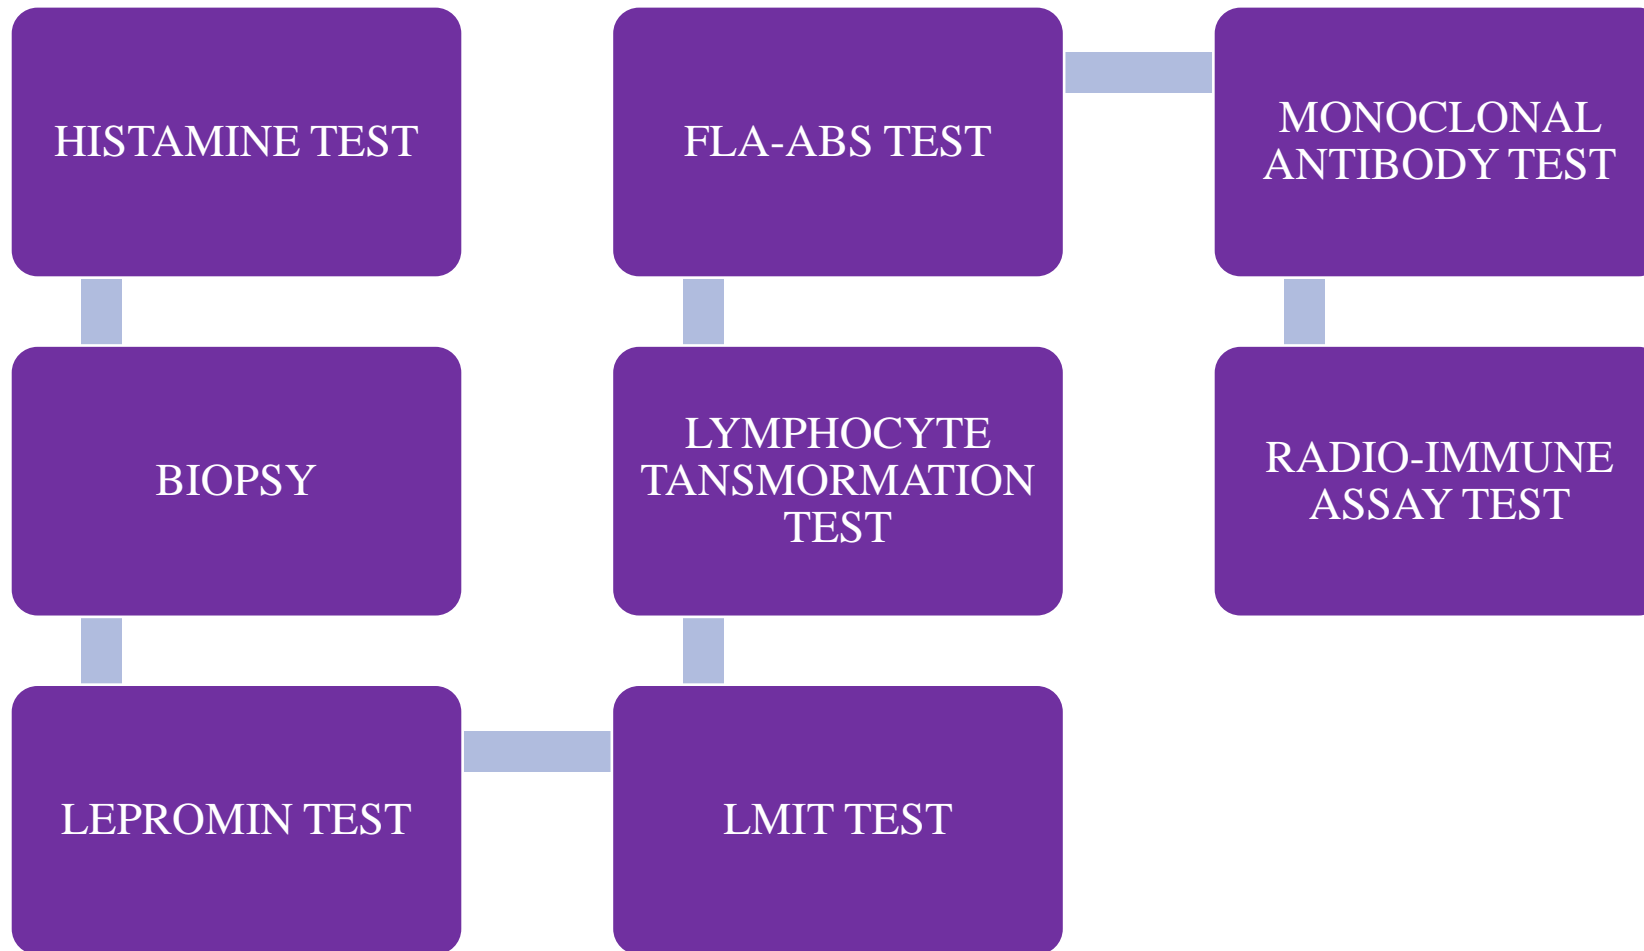 HISTAMINE TEST
BIOPSY
LEPROMIN TEST
LMIT TEST
LYMPHOCYTE
TANSMORMATION
TEST
FLA-ABS TEST
MONOCLONAL
ANTIBODY TEST
RADIO-IMMUNE
ASSAY TEST